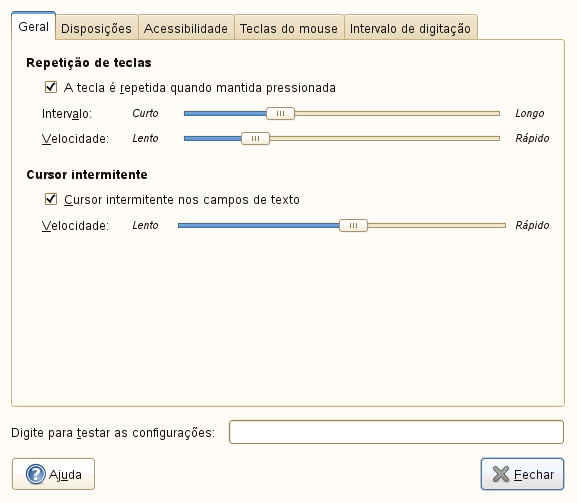 Geral Disposições Acessibilidade Teclas do mouse Intervalo de digitação
Repetição de teclas
A tecla é repetida quando mantida pressionada
Intervalo: Curto Longo
Velocidade: Lento Rápido
Cursor intermitente
Cursor intermitente nos campos de texto
Velocidade: Lento Rápido
Digite para testar as configurações:
Ajuda Fechar